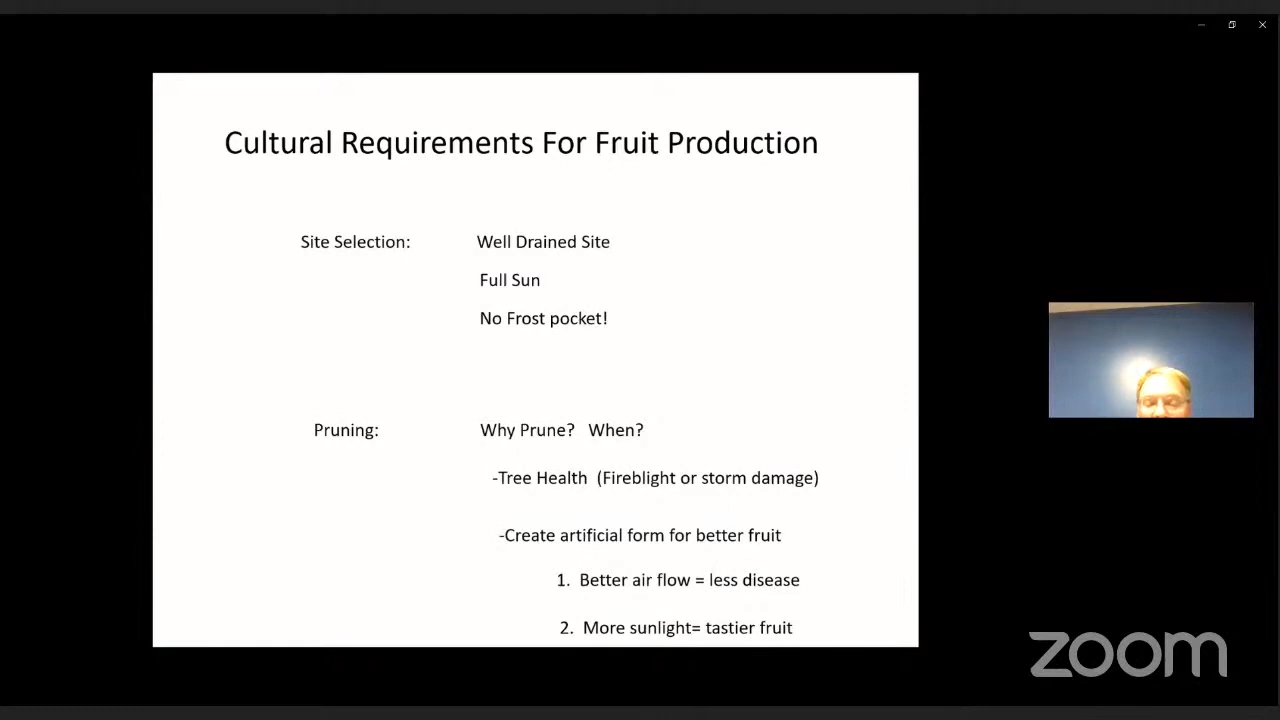 Cultural Requirements For Fruit Production
Site Selection: Well Drained Site
Full Sun
No Frost pocket!
Pruning: Why Prune? When?
-Tree Health (Fireblight or storm damage)
-Create artificial form for better fruit
1. Better air flow = less disease
2. More sunlight= tastier fruit
zoom